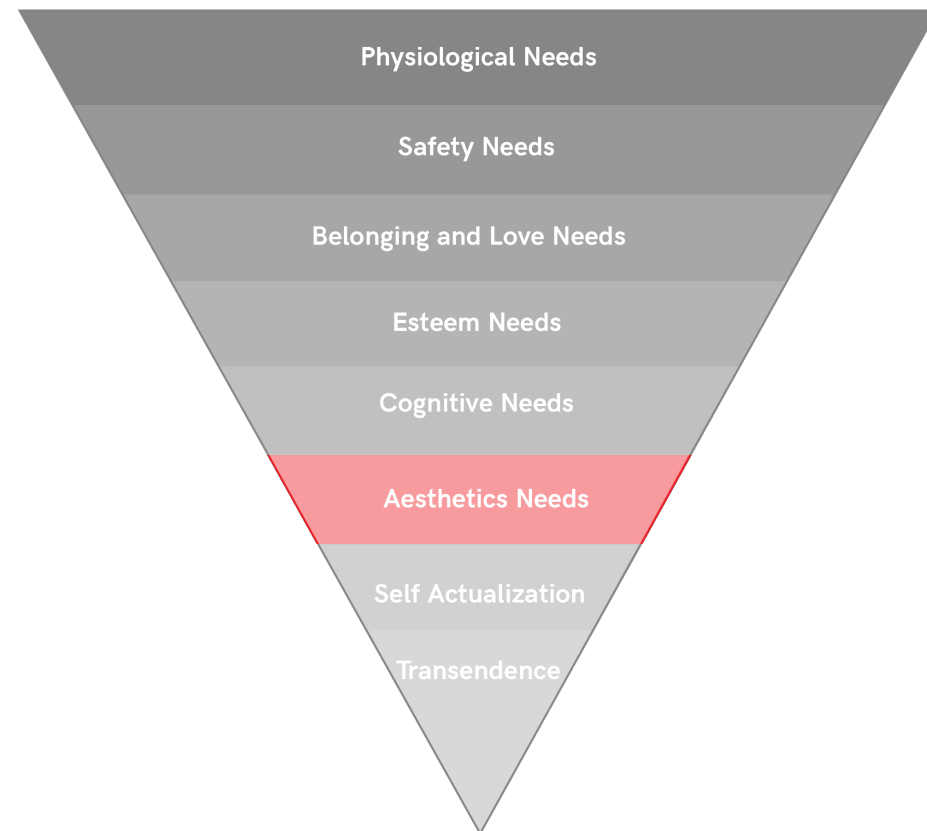 Physiological Needs
Safety Needs
Belonging and Love Needs
Esteem Needs
Cognitive Needs
Aesthetics Needs
Self Actualization
Transendence